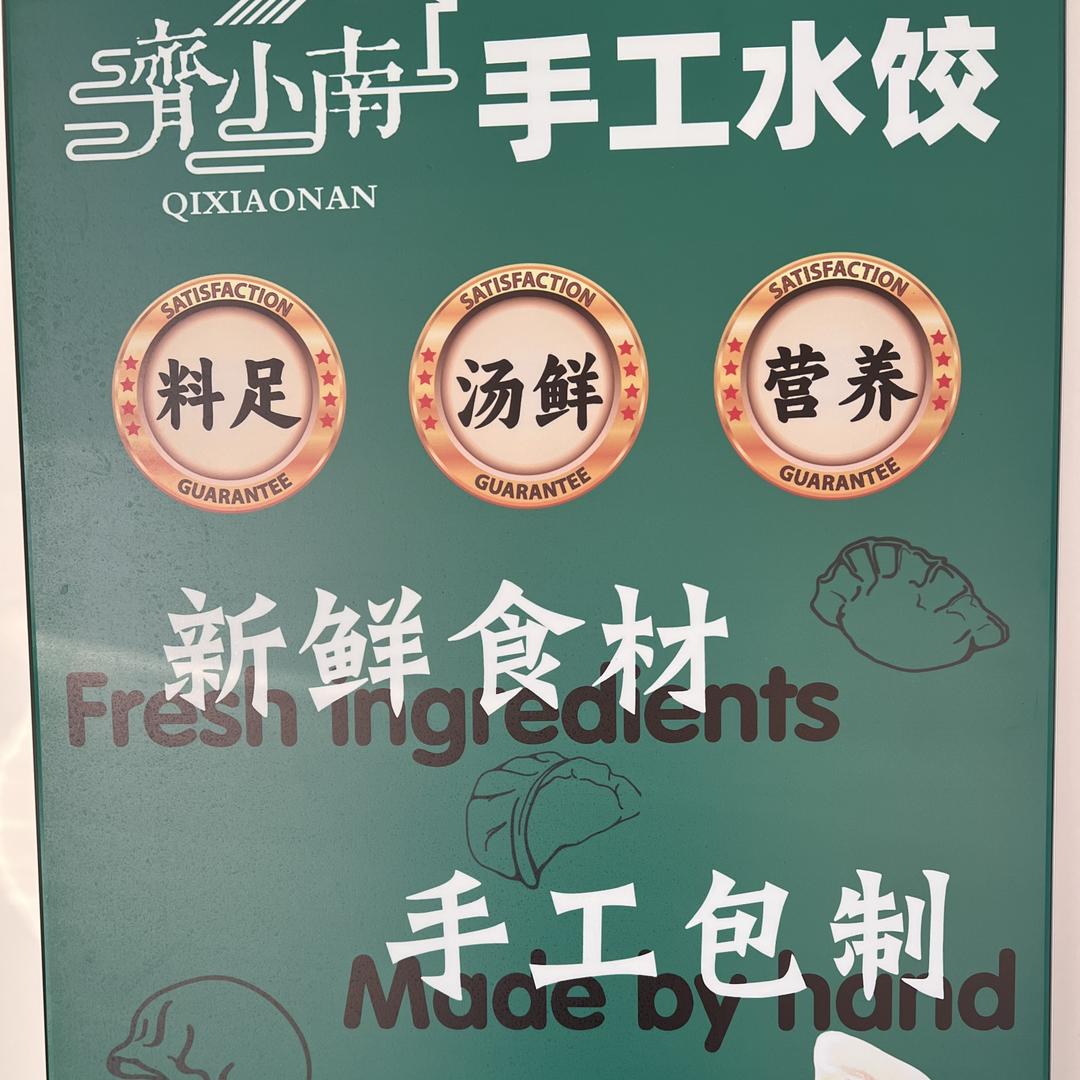 齊小南 手工水饺
QIXIAONAN
SATISFACTION
料足
GUARANTEE
SATISFACTION
汤鲜
GUARANTEE
SATISFACTION
营养
GUARANTEE
新鲜食材
Fresh ingredients
手工包制
Made by hand